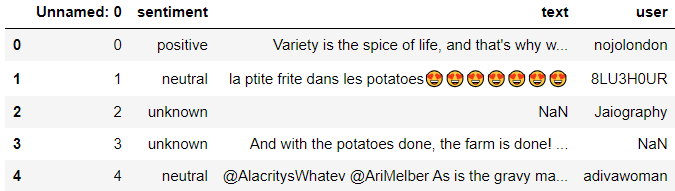 Unnamed: 0 sentiment text user
0 0 positive Variety is the spice of life, and that's why w... nojolondon
1 1 neutral la ptite frite dans les potatoes🤩🤩🤩🤩🤩🤩🤩 8LU3H0UR
2 2 unknown NaN Jaiography
3 3 unknown And with the potatoes done, the farm is done! ... NaN
4 4 neutral @AlacritysWhatev @AriMelber As is the gravy ma... adivawoman